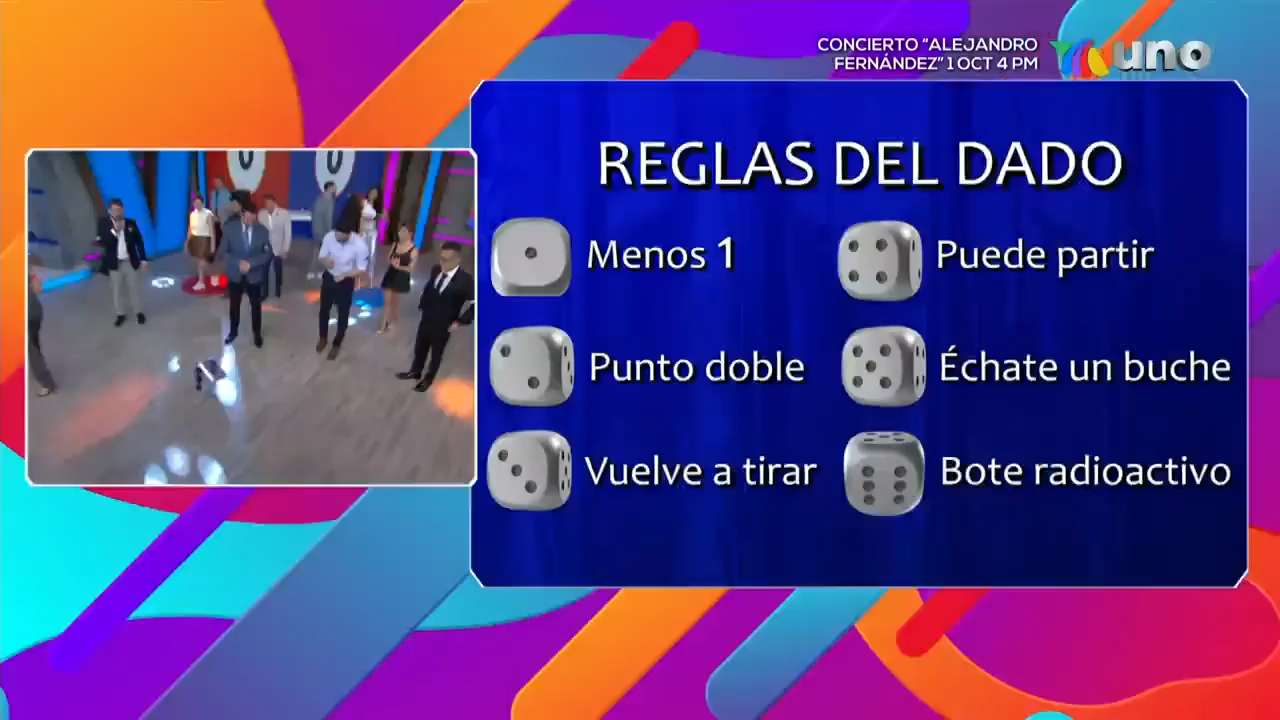 CONCIERTO "ALEJANDRO
FERNÁNDEZ" 1 OCT 4 PM
uno
REGLAS DEL DADO
Menos 1
Puede partir
Punto doble
Échate un buche
Vuelve a tirar
Bote radioactivo